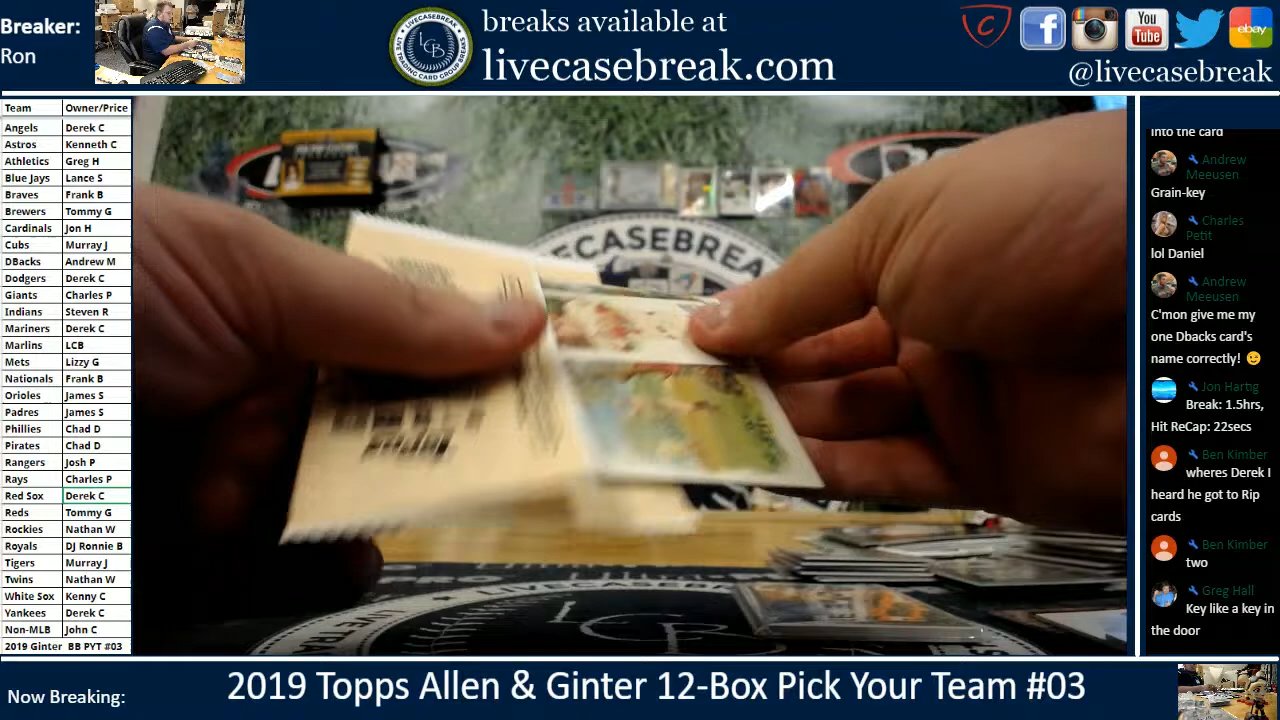 Breaker:
Ron
LCB
breaks available at
livecasebreak.com
You
Tube
ebay
@livecasebreak
Team Owner/Price
Angels Derek C
Astros Kenneth C
Athletics Greg H
Blue Jays Lance S
Braves Frank B
Brewers Tommy G
Cardinals Jon H
Cubs Murray J
DBacks Andrew M
Dodgers Derek C
Giants Charles P
Indians Steven R
Mariners Derek C
Marlins LCB
Mets Lizzy G
Nationals Frank B
Orioles James S
Padres James S
Phillies Chad D
Pirates Chad D
Rangers Josh P
Rays Charles P
Red Sox Derek C
Reds Tommy G
Rockies Nathan W
Royals DJ Ronnie B
Tigers Murray J
Twins Nathan W
White Sox Kenny C
Yankees Derek C
Non-MLB John C
2019 Ginter BB PYT #03
LIVECASEBREAK
LCB
into the card
Andrew
Meeusen
Grain-key
Charles
Petit
lol Daniel
Andrew
Meeusen
C'mon give me my
one Dbacks card's
name correctly! 😉
Jon Hartig
Break: 1.5hrs,
Hit ReCap: 22secs
Ben Kimber
wheres Derek I
heard he got to Rip
cards
Ben Kimber
two
Greg Hall
Key like a key in
the door
Now Breaking:
2019 Topps Allen & Ginter 12-Box Pick Your Team #03